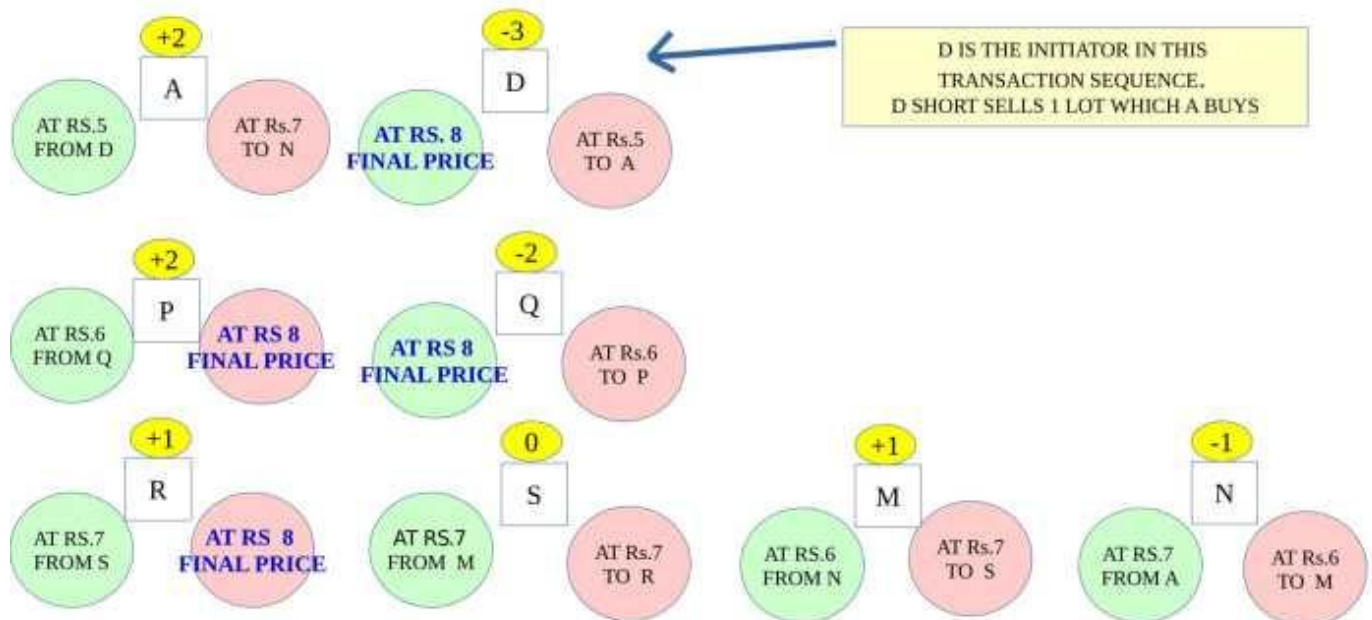 +2
A
AT RS.5
FROM D
AT Rs.7
TO N
-3
D
AT RS. 8
FINAL PRICE
AT Rs.5
TO A
D IS THE INITIATOR IN THIS
TRANSACTION SEQUENCE.
D SHORT SELLS 1 LOT WHICH A BUYS
+2
P
AT RS.6
FROM Q
AT RS 8
FINAL PRICE
-2
Q
AT RS 8
FINAL PRICE
AT Rs.6
TO P
+1
R
AT RS.7
FROM S
AT RS 8
FINAL PRICE
0
S
AT RS.7
FROM M
AT Rs.7
TO R
+1
M
AT RS.6
FROM N
AT Rs.7
TO S
-1
N
AT RS.7
FROM A
AT Rs.6
TO M